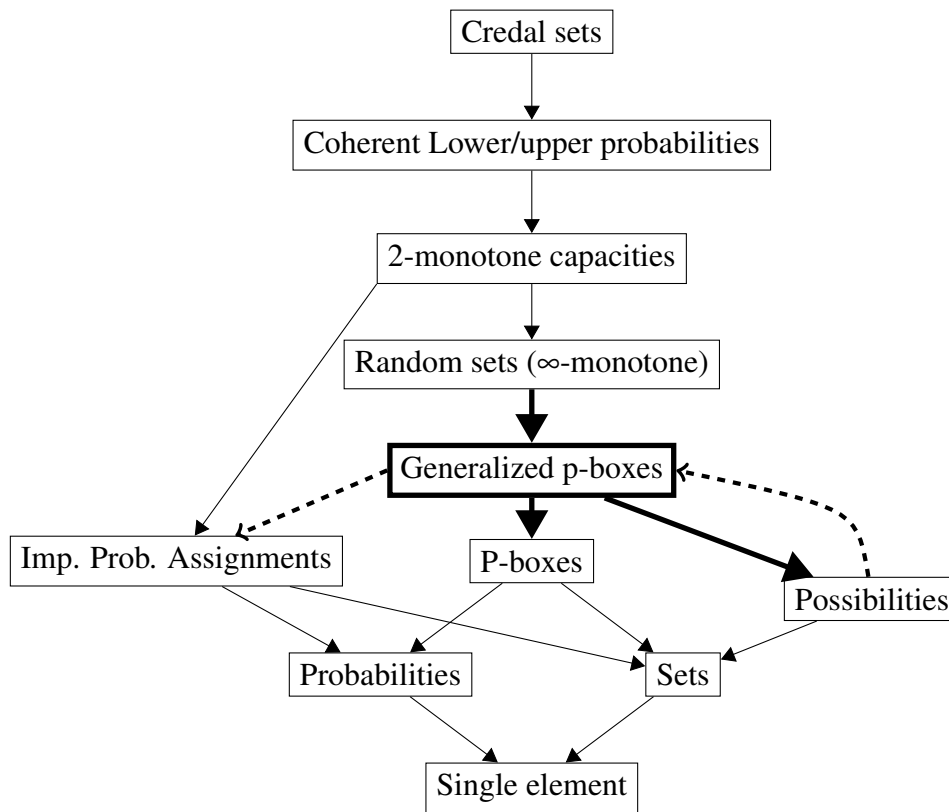 Credal sets
Coherent Lower/upper probabilities
2-monotone capacities
Random sets (∞-monotone)
Generalized p-boxes
Imp. Prob. Assignments
P-boxes
Possibilities
Probabilities
Sets
Single element